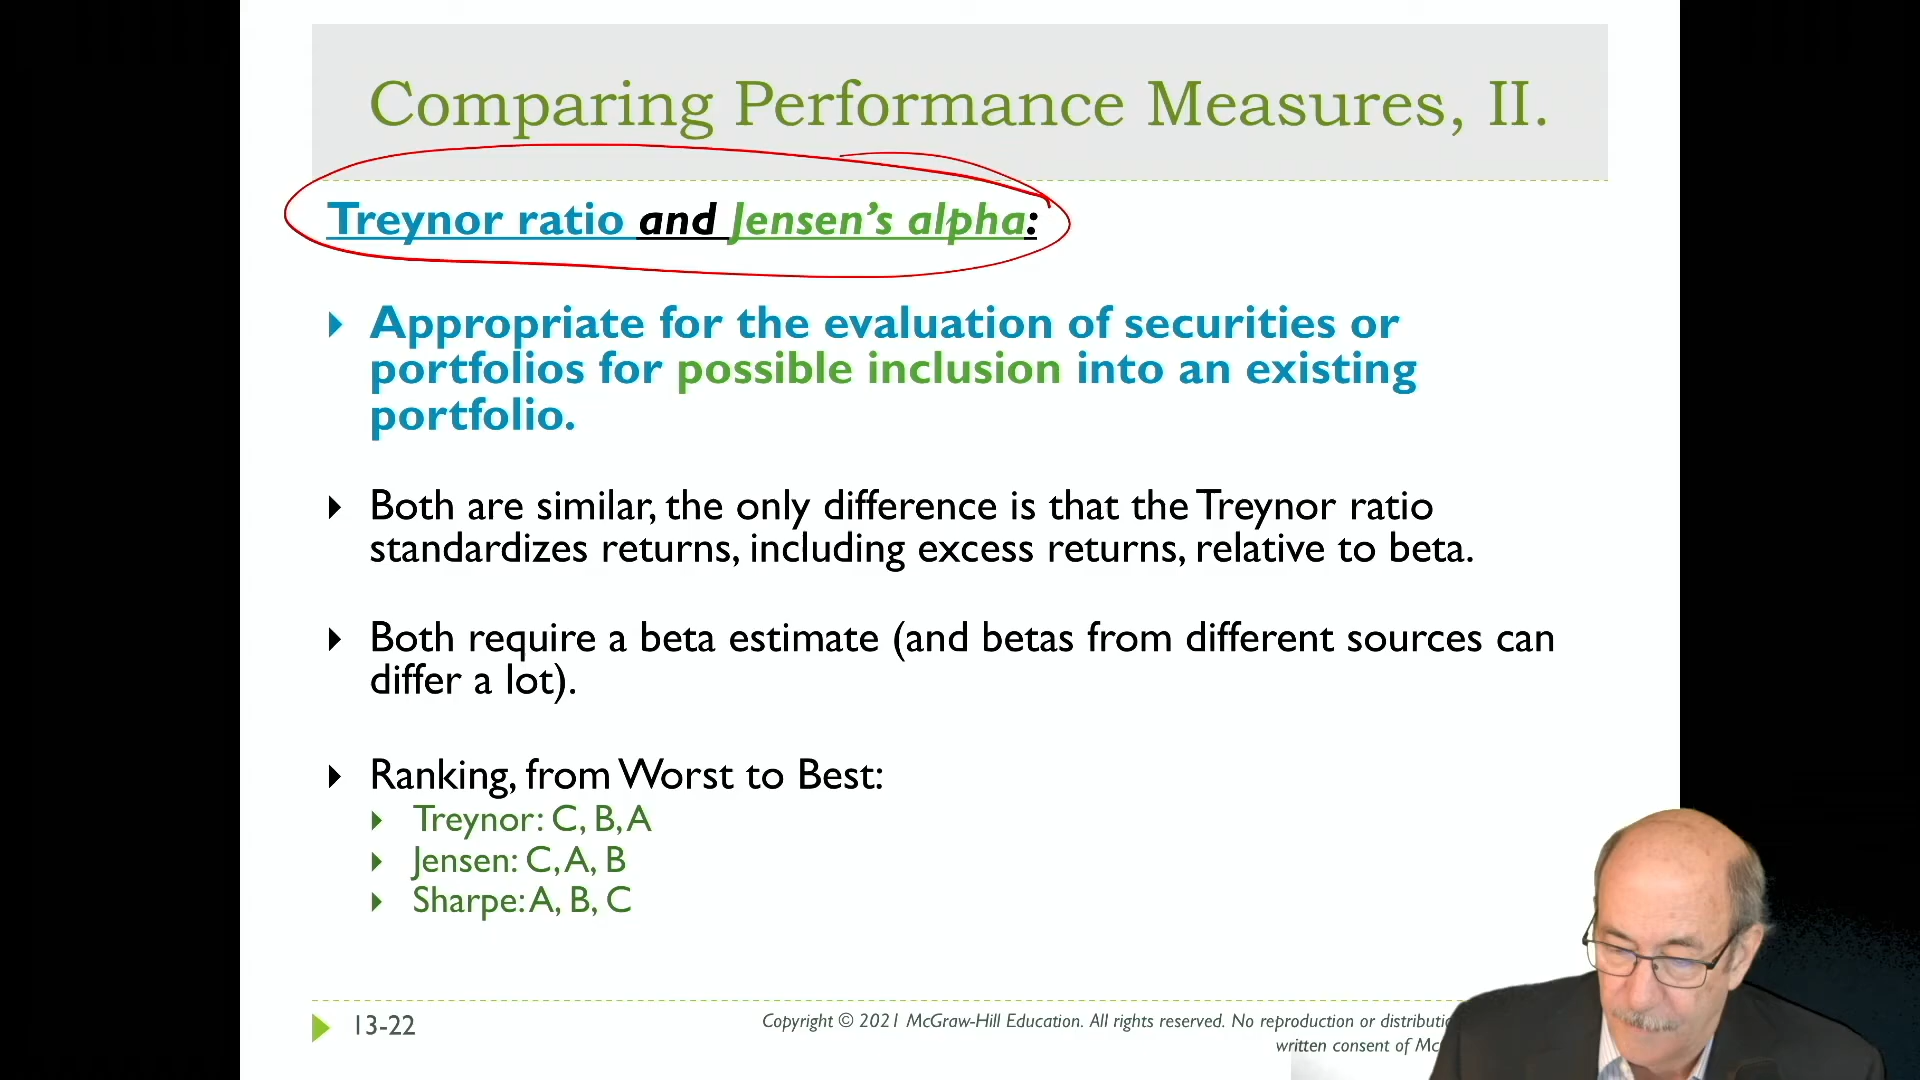 Comparing Performance Measures, II.
Treynor ratio and Jensen's alpha:
Appropriate for the evaluation of securities or
portfolios for possible inclusion into an existing
portfolio.
Both are similar, the only difference is that the Treynor ratio
standardizes returns, including excess returns, relative to beta.
Both require a beta estimate (and betas from different sources can
differ a lot).
Ranking, from Worst to Best:
Treynor: C, B, A
Jensen: C, A, B
Sharpe: A, B, C
13-22
Copyright © 2021 McGraw-Hill Education. All rights reserved. No reproduction or
written consent of